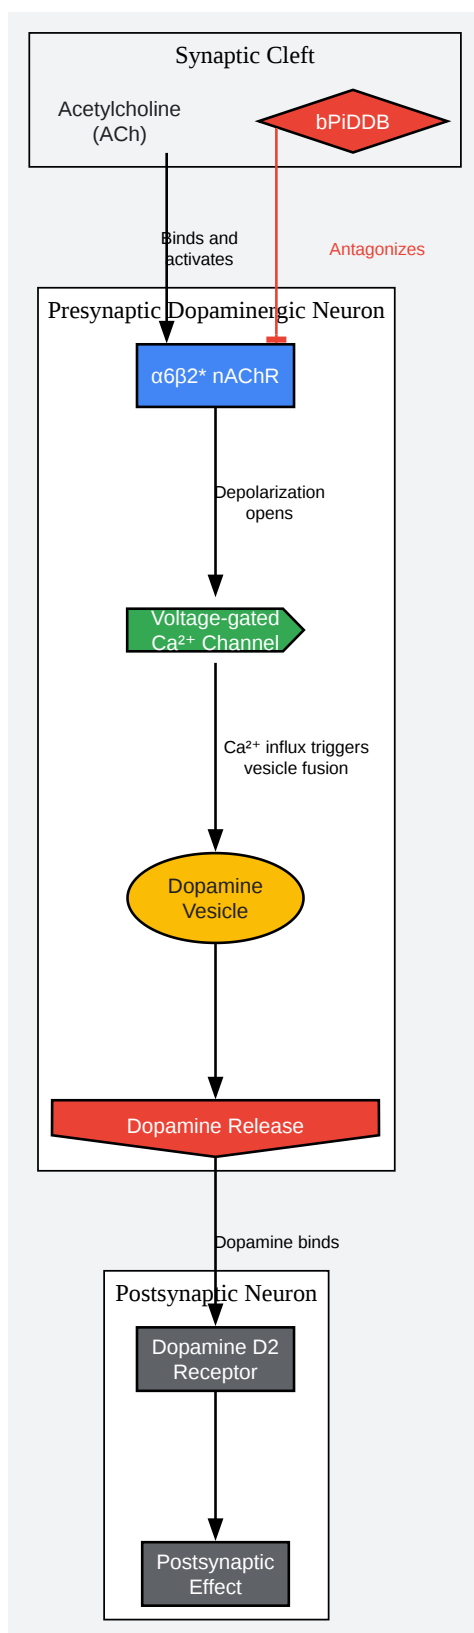 Synaptic Cleft
Acetylcholine
(ACh)
bPiDDB
Binds and
activates
Antagonizes
Presynaptic Dopaminergic Neuron
α6β2* nAChR
Depolarization
opens
Voltage-gated
Ca²⁺ Channel
Ca²⁺ influx triggers
vesicle fusion
Dopamine
Vesicle
Dopamine Release
Dopamine binds
Postsynaptic Neuron
Dopamine D2
Receptor
Postsynaptic
Effect